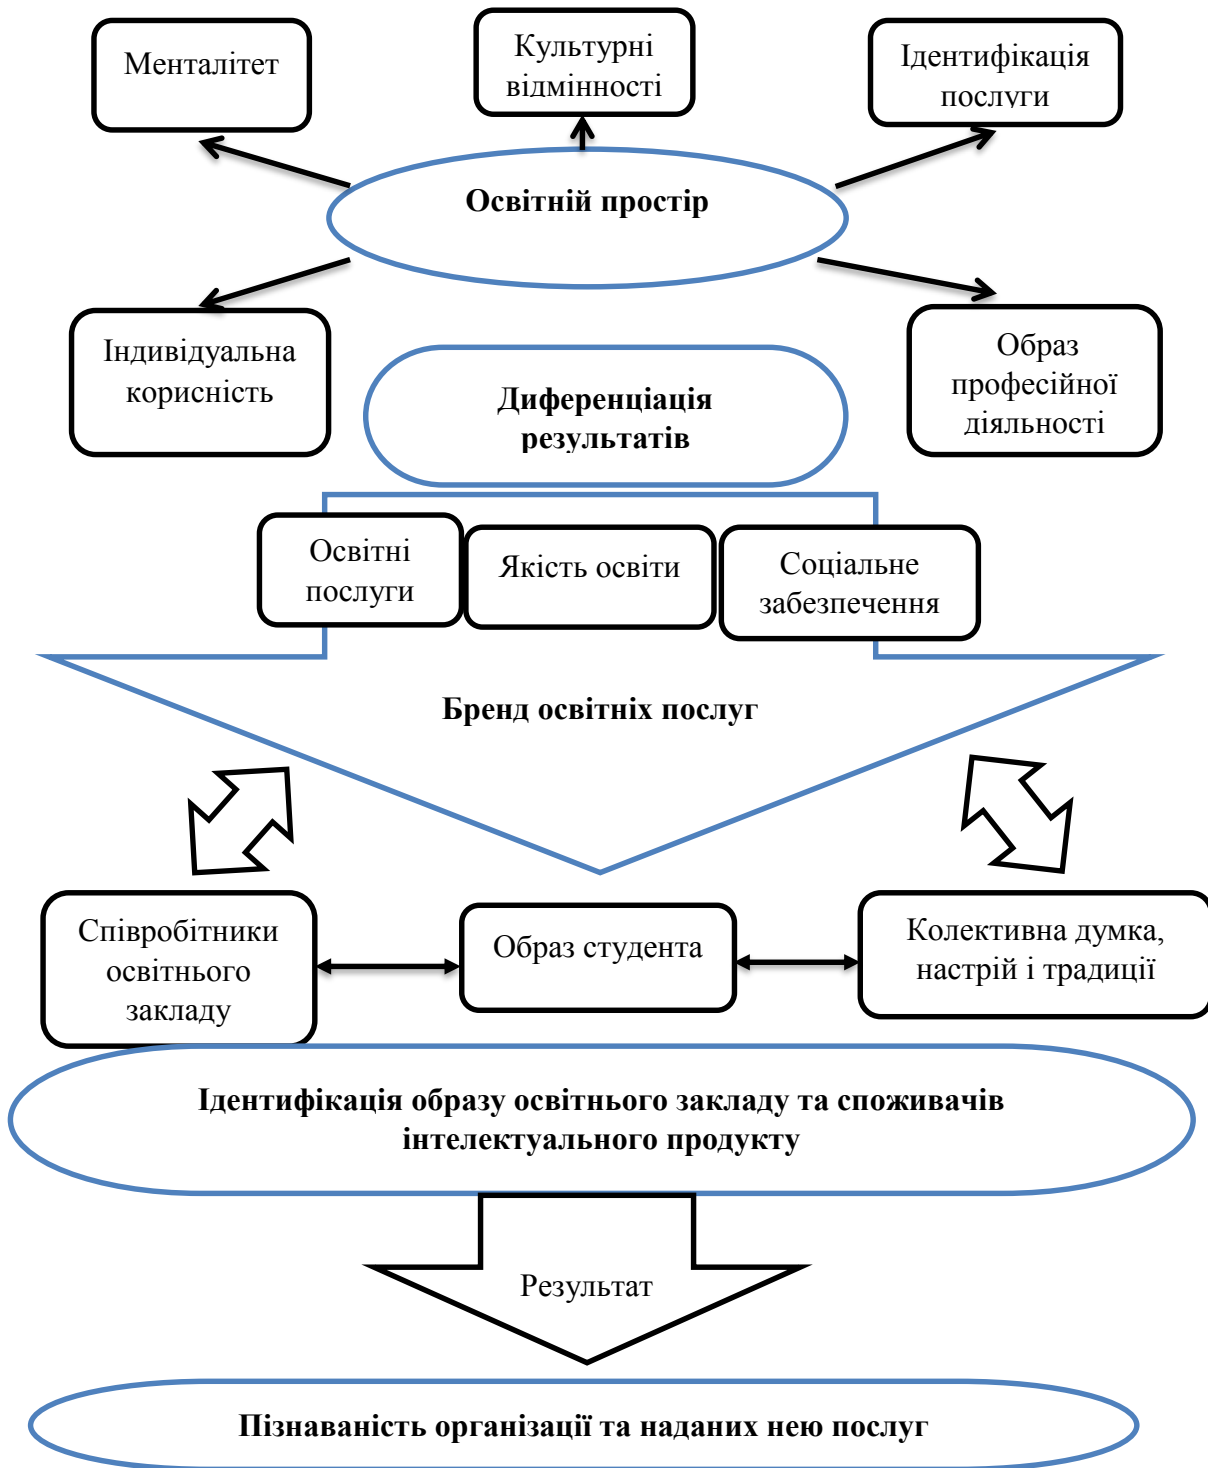 Менталітет
Культурні
відмінності
Ідентифікація
послуги
Освітній простір
Індивідуальна
корисність
Образ
професійної
діяльності
Диференціація
результатів
Освітні
послуги
Якість освіти
Соціальне
забезпечення
Бренд освітніх послуг
Співробітники
освітнього
закладу
Образ студента
Колективна думка,
настрій і традиції
Ідентифікація образу освітнього закладу та споживачів
інтелектуального продукту
Результат
Пізнаваність організації та наданих нею послуг